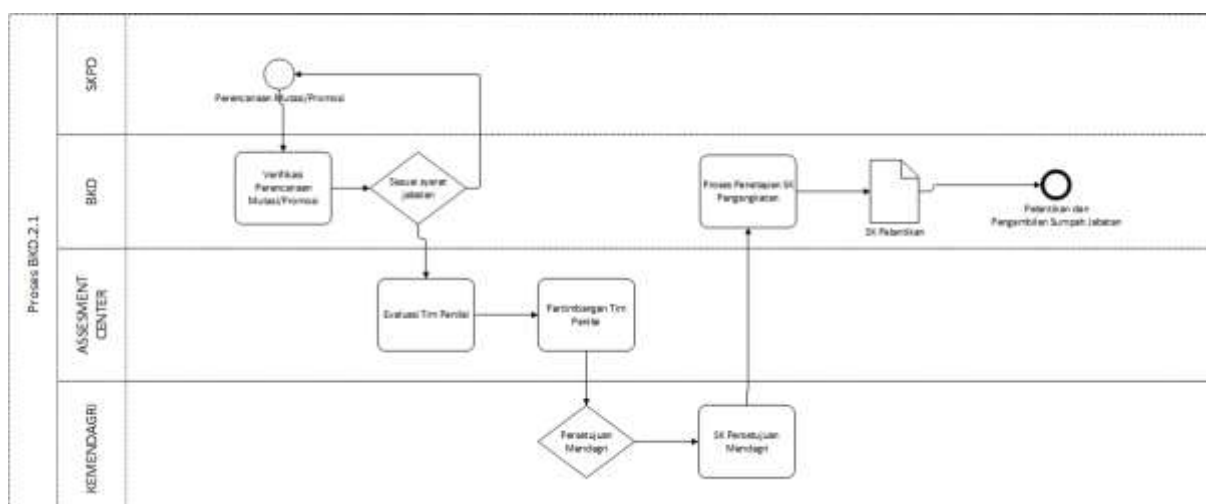 Proses BKD.2.1
SKPD
Perencanaan Mutasi/Promosi
BKD
Verifikasi
Perencanaan
Mutasi/Promosi
Sesuai syarat
jabatan
Proses Penetapan SK
Pengangkatan
SK Pelantikan
Pelantikan dan
Pengambilan Sumpah Jabatan
ASSESMENT
CENTER
Evaluasi Tim Penilai
Pertimbangan Tim
Penilai
KEMENDAGRI
Persetujuan
Mendagri
SK Persetujuan
Mendagri